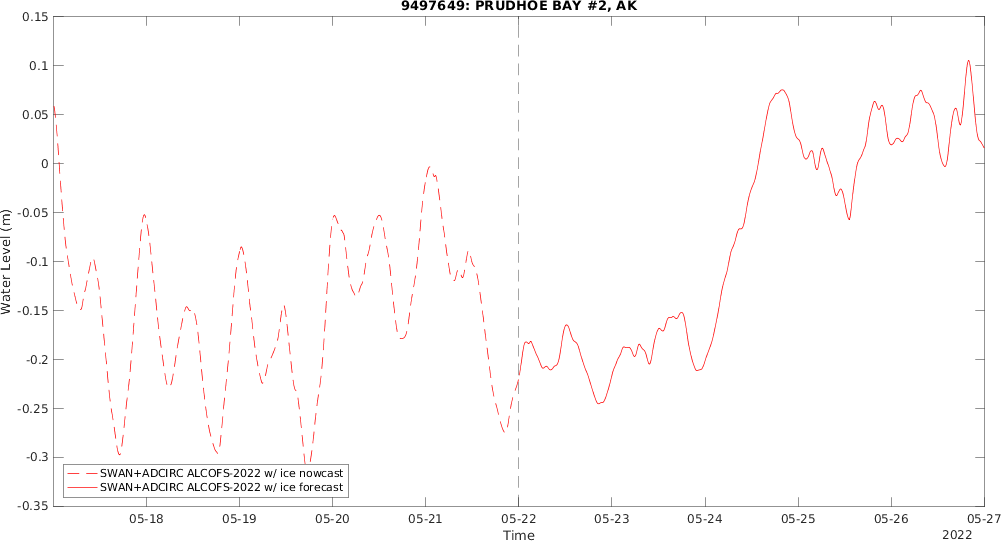 9497649: PRUDHOE BAY #2, AK
0.15
0.1
0.05
0
-0.05
-0.1
-0.15
-0.2
-0.25
-0.3
-0.35
Water Level (m)
SWAN+ADCIRC ALCOFS-2022 w/ ice nowcast
SWAN+ADCIRC ALCOFS-2022 w/ ice forecast
05-18 05-19 05-20 05-21 05-22 05-23 05-24 05-25 05-26 05-27
Time
2022